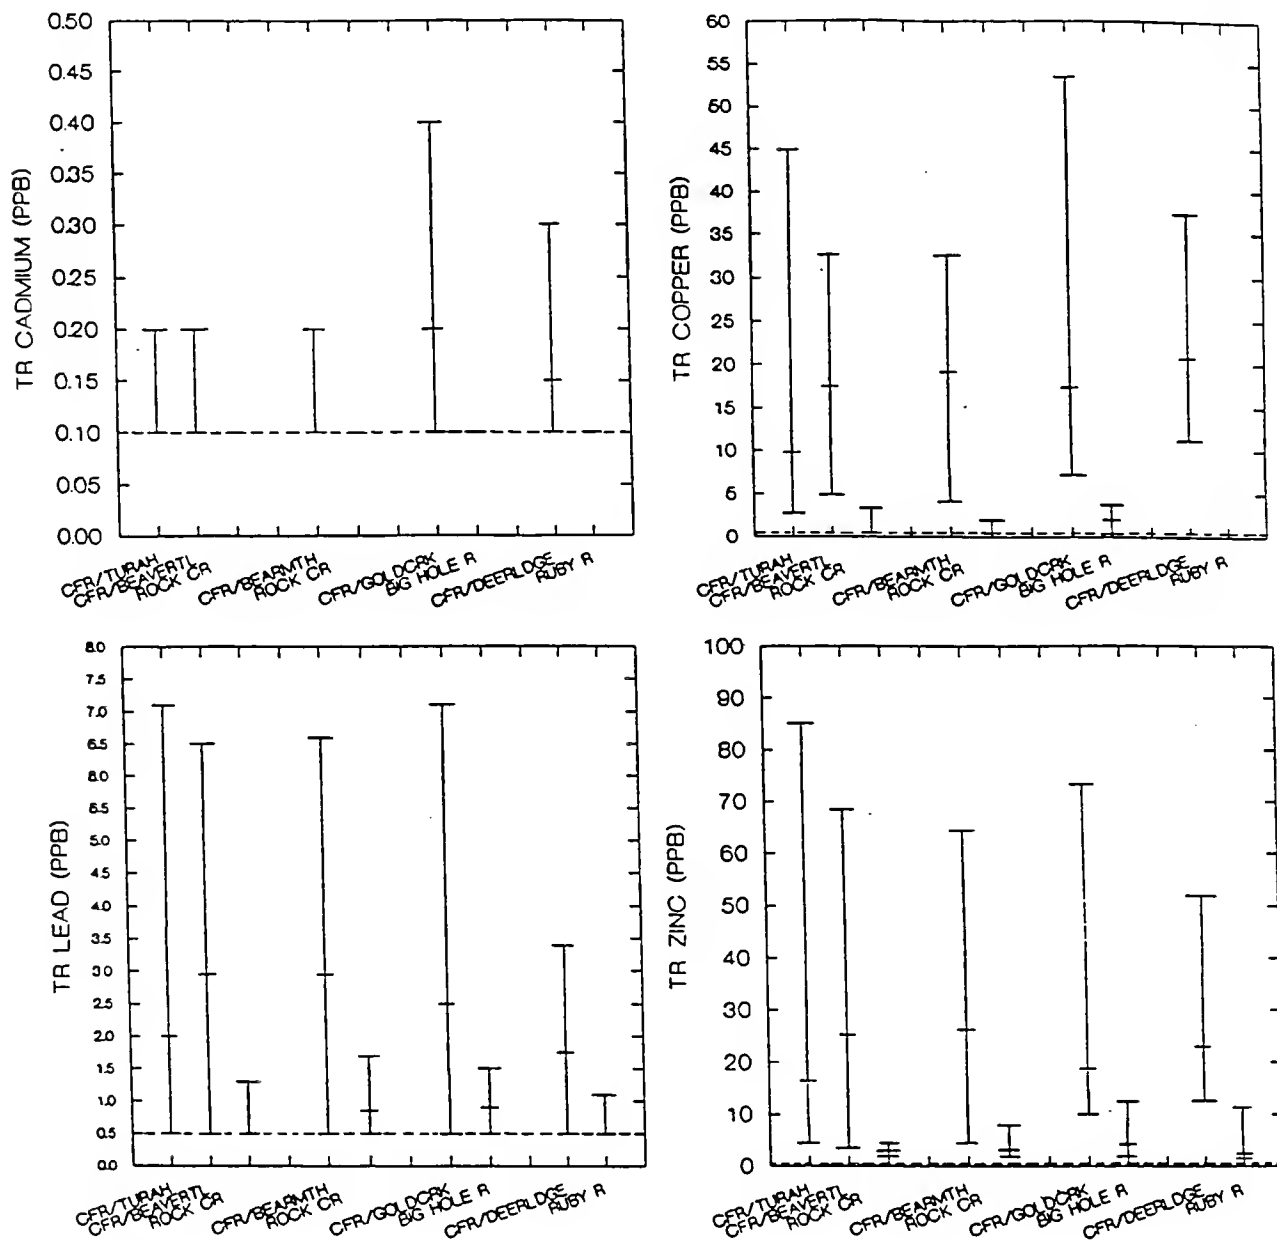 TR CADMIUM (PPB)
0.50
0.45
0.40
0.35
0.30
0.25
0.20
0.15
0.10
0.05
0.00
CFR/TURAH
CFR/BEAVERTL
ROCK CR
CFR/BEARMTH
ROCK CR
CFR/GOLDCRK
BIG HOLE R
CFR/DEERLDGE
RUBY R
TR COPPER (PPB)
60
55
50
45
40
35
30
25
20
15
10
5
0
CFR/TURAH
CFR/BEAVERTL
ROCK CR
CFR/BEARMTH
ROCK CR
CFR/GOLDCRK
BIG HOLE R
CFR/DEERLDGE
RUBY R
TR LEAD (PPB)
8.0
7.5
7.0
6.5
6.0
5.5
5.0
4.5
4.0
3.5
3.0
2.5
2.0
1.5
1.0
0.5
0.0
CFR/TURAH
CFR/BEAVERTL
ROCK CR
CFR/BEARMTH
ROCK CR
CFR/GOLDCRK
BIG HOLE R
CFR/DEERLDGE
RUBY R
TR ZINC (PPB)
100
90
80
70
60
50
40
30
20
10
0
CFR/TURAH
CFR/BEAVERTL
ROCK CR
CFR/BEARMTH
ROCK CR
CFR/GOLDCRK
BIG HOLE R
CFR/DEERLDGE
RUBY R